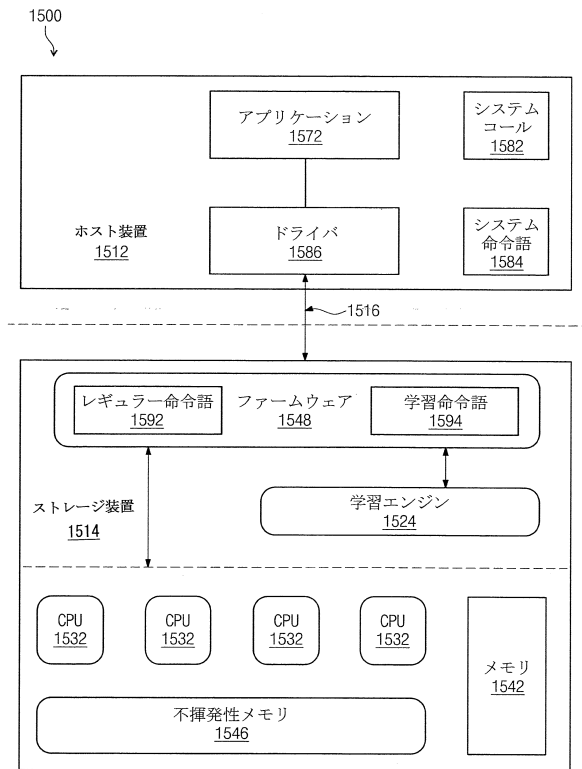 1500
アプリケーション
1572
システム
コール
1582
ホスト装置
1512
ドライバ
1586
システム
命令語
1584
1516
レギュラー命令語
1592
ファームウェア
1548
学習命令語
1594
学習エンジン
1524
ストレージ装置
1514
CPU
1532
CPU
1532
CPU
1532
CPU
1532
メモリ
1542
不揮発性メモリ
1546